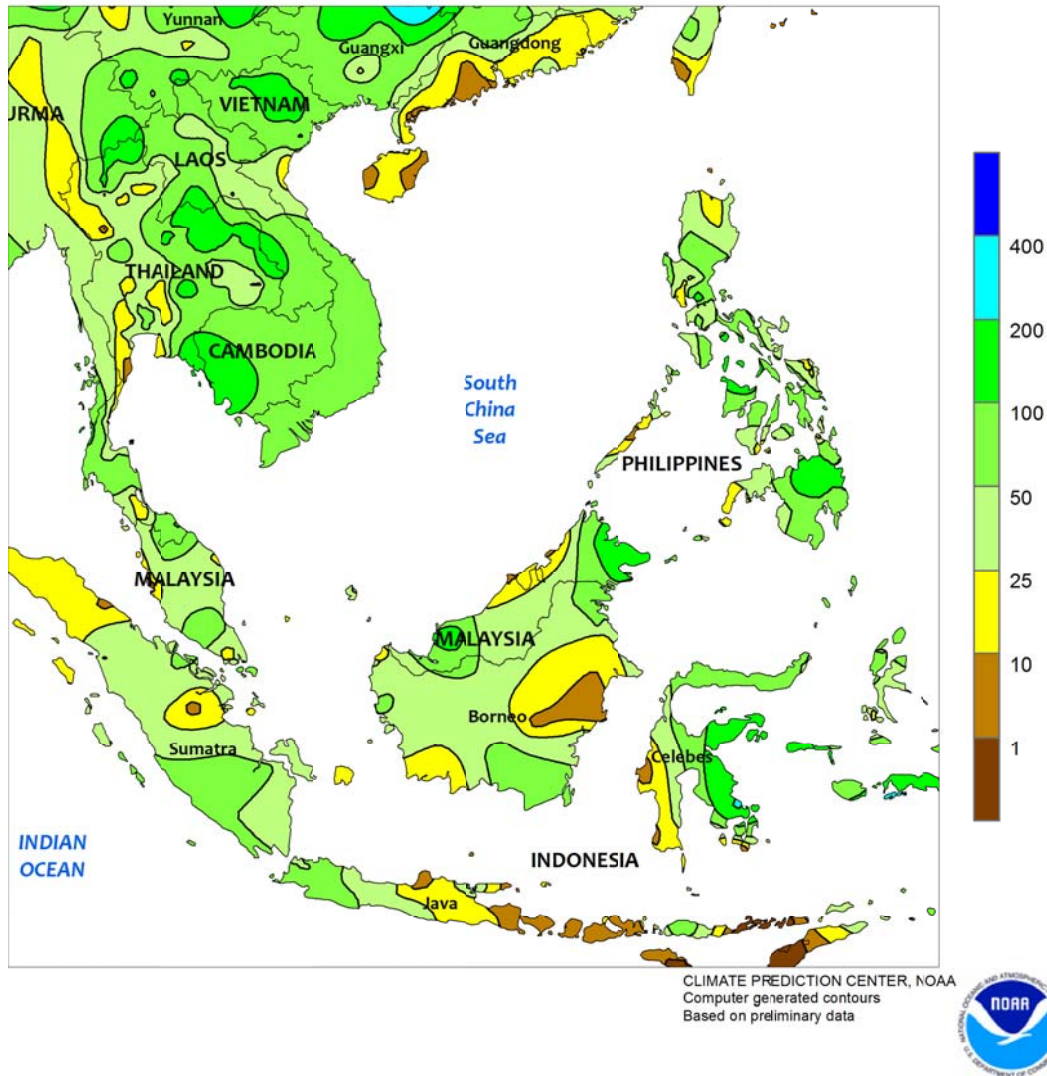 Yunnan
Guangxi
Guangdong
URMA
VIETNAM
LAOS
THAILAND
CAMBODIA
South
China
Sea
PHILIPPINES
MALAYSIA
MALAYSIA
Borneo
Sumatra
Celebes
INDIAN
OCEAN
INDONESIA
Java
400
200
100
50
25
10
1
CLIMATE PREDICTION CENTER, NOAA
Computer generated contours
Based on preliminary data
NOAA